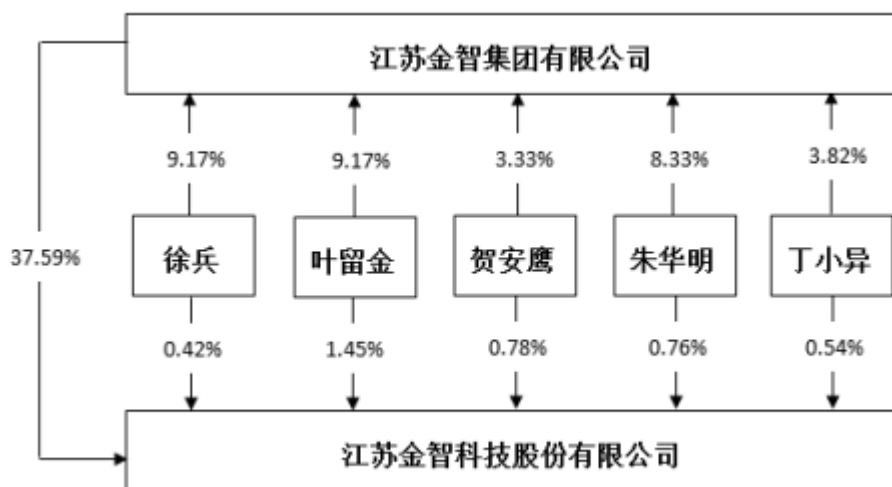 江苏金智集团有限公司
9.17% 9.17% 3.33% 8.33% 3.82%
37.59% 徐兵 叶留金 贺安鹰 朱华明 丁小异
0.42% 1.45% 0.78% 0.76% 0.54%
江苏金智科技股份有限公司